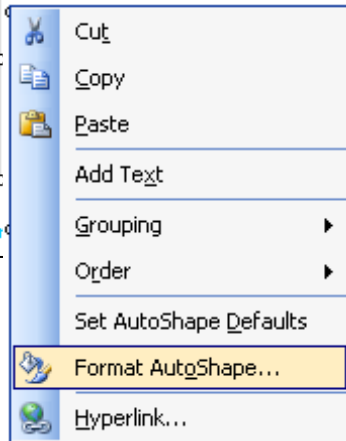 Cut
Copy
Paste
Add Text
Grouping
Order
Set AutoShape Defaults
Format AutoShape...
Hyperlink...